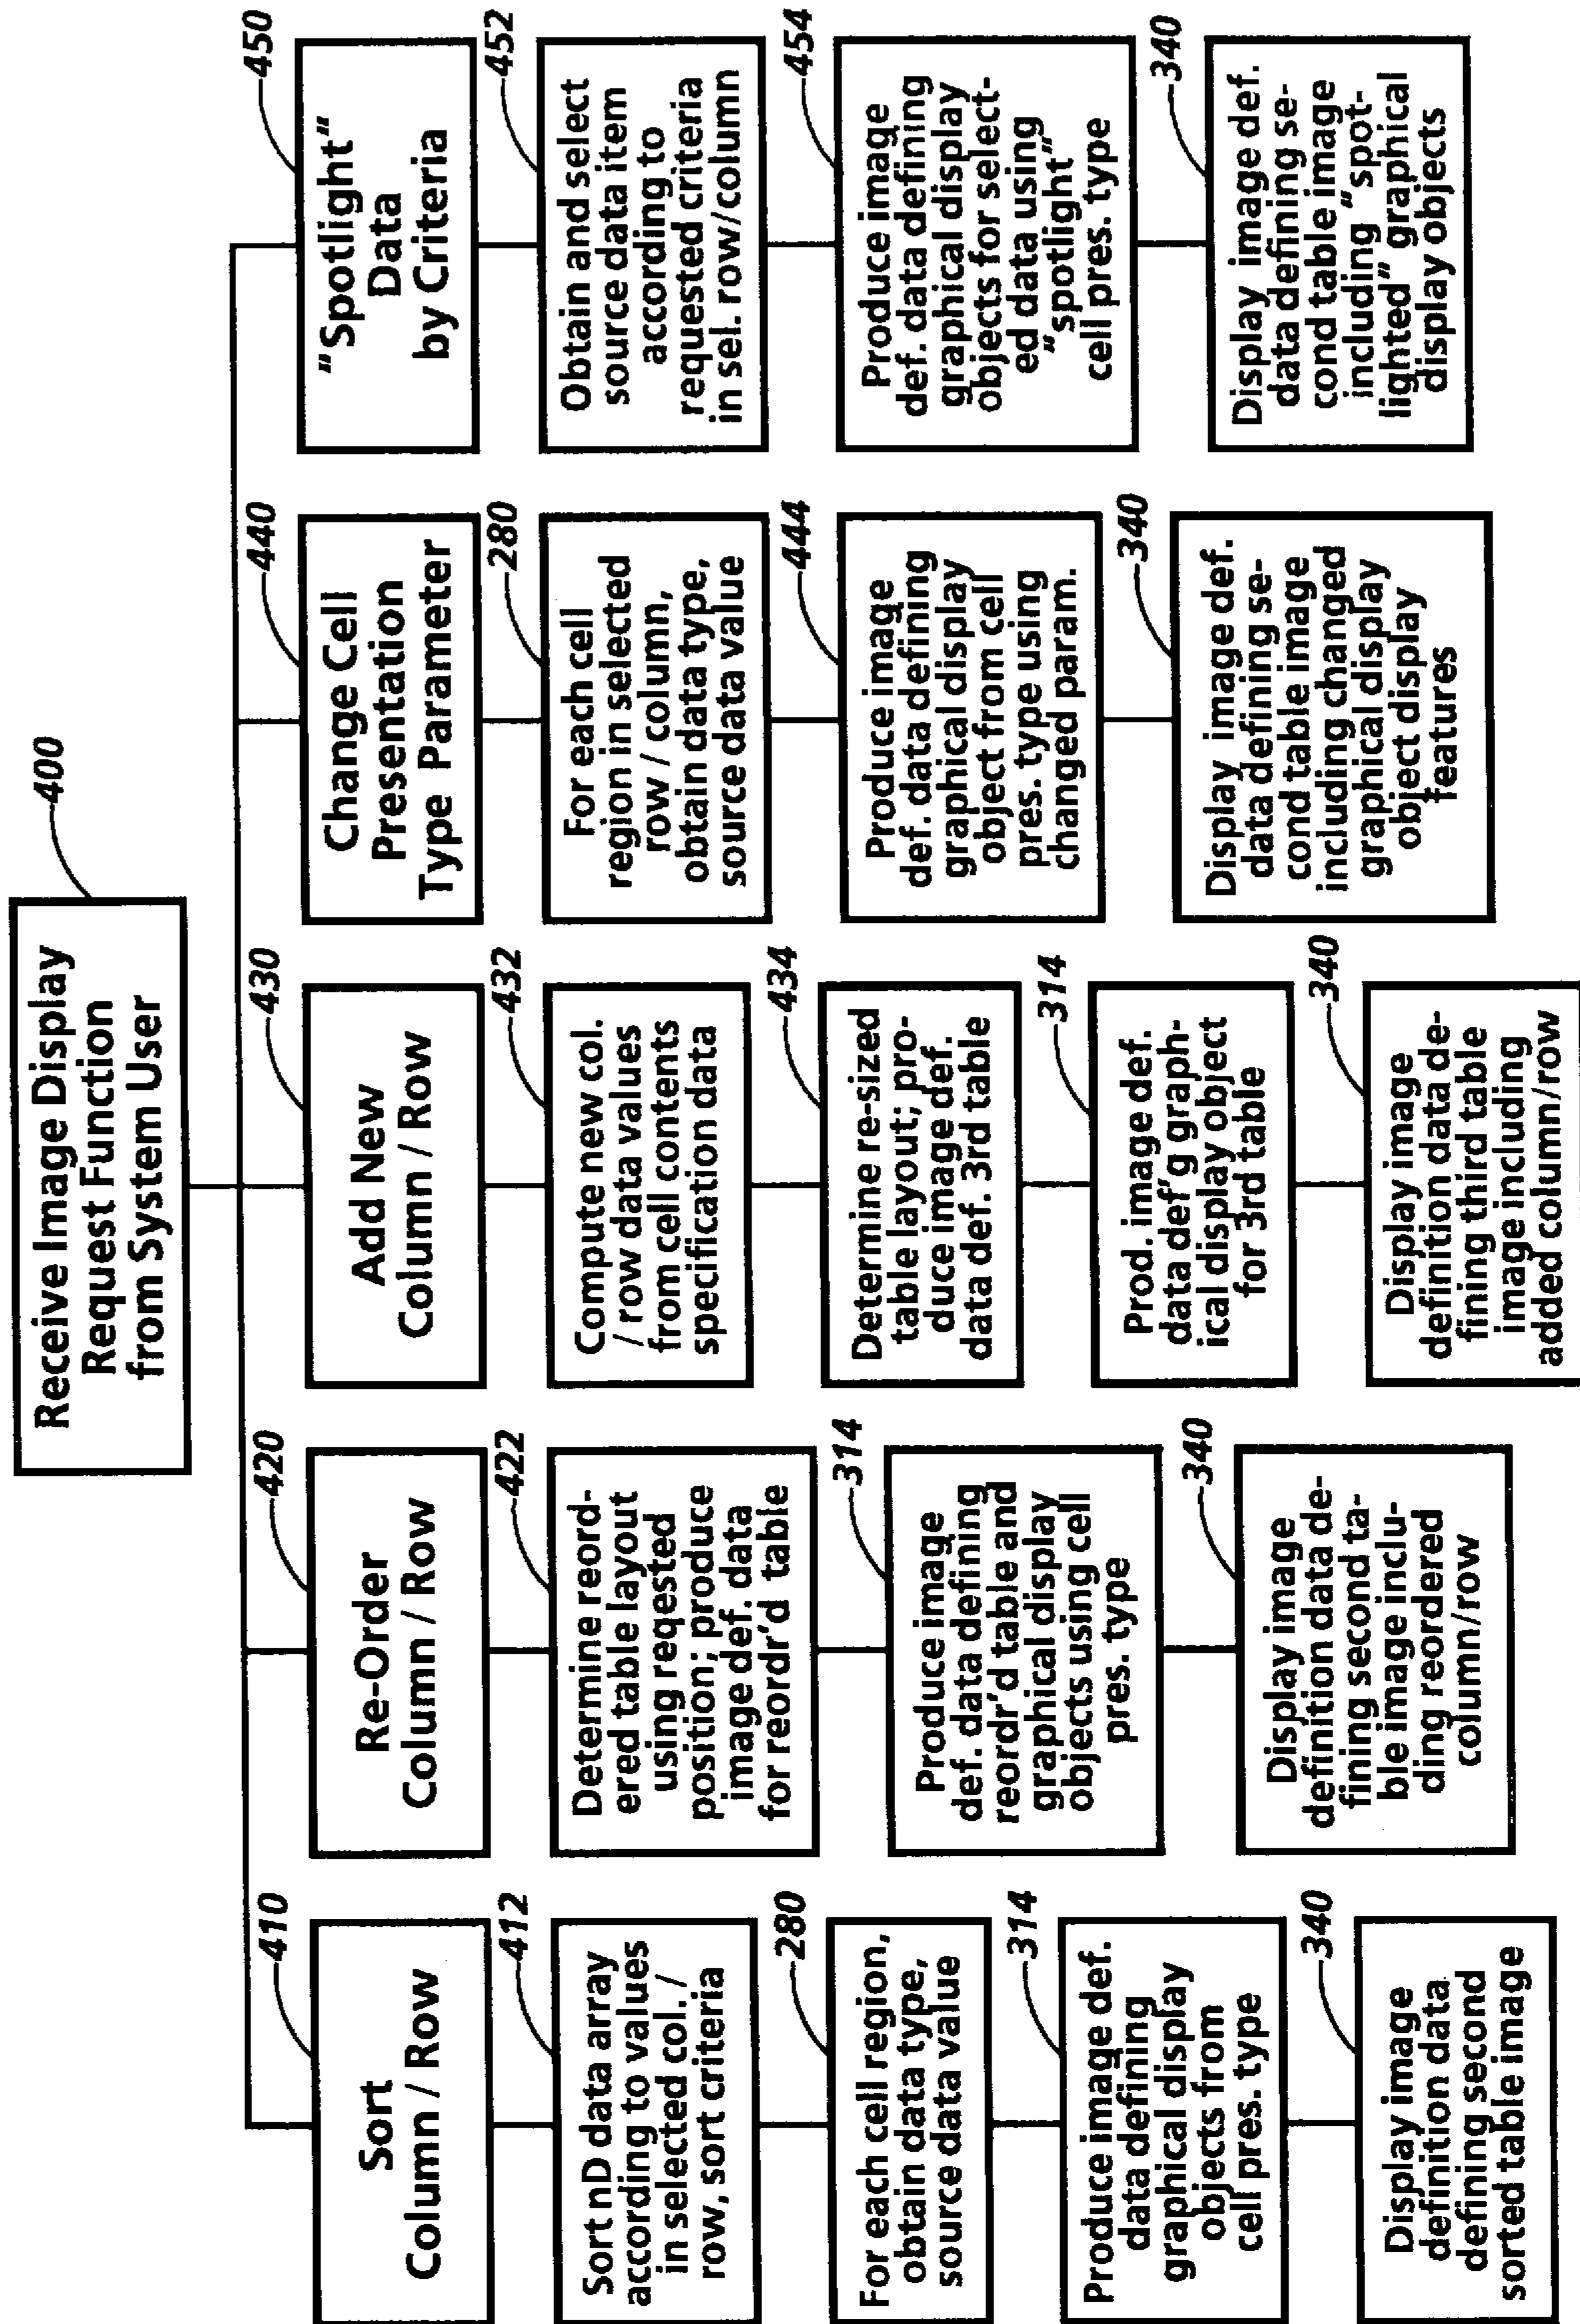 Receive Image Display
Request Function
from System User
400
410
Sort
Column / Row
412
Sort nD data array
according to values
in selected col. /
row, sort criteria
280
For each cell region,
obtain data type,
source data value
314
Produce image def.
data defining
graphical display
objects from
cell pres. type
340
Display image
definition data
defining second
sorted table image
420
Re-Order
Column / Row
422
Determine reord-
ered table layout
using reqested
position; produce
image def. data
for reordr'd table
314
Produce image
def. data defining
reordr'd table and
graphical display
objects using cell
pres. type
340
Display image
definition data de-
fining second ta-
ble image inclu-
ding reordered
column/row
430
Add New
Column / Row
432
Compute new col.
/ row data values
from cell contents
specification data
434
Determine re-sized
table layout; pro-
duce image def.
data def. 3rd table
314
Prod. image def.
data def'g graph-
ical display object
for 3rd table
340
Display image
definition data de-
fining third table
image including
added column/row
440
Change Cell
Presentation
Type Parameter
280
For each cell
region in selected
row / column,
obtain data type,
source data value
444
Produce image
def. data defining
graphical display
object from cell
pres. type using
changed param.
340
Display image def.
data defining se-
cond table image
including changed
graphical display
object display
features
450
"Spotlight"
Data
by Criteria
452
Obtain and select
source data item
according to
requested criteria
in sel. row/column
454
Produce image
def. data defining
graphical display
objects for select-
ed data using
"spotlight"
cell pres. type
340
Display image def.
data defining se-
cond table image
including "spot-
lighted" graphical
display objects